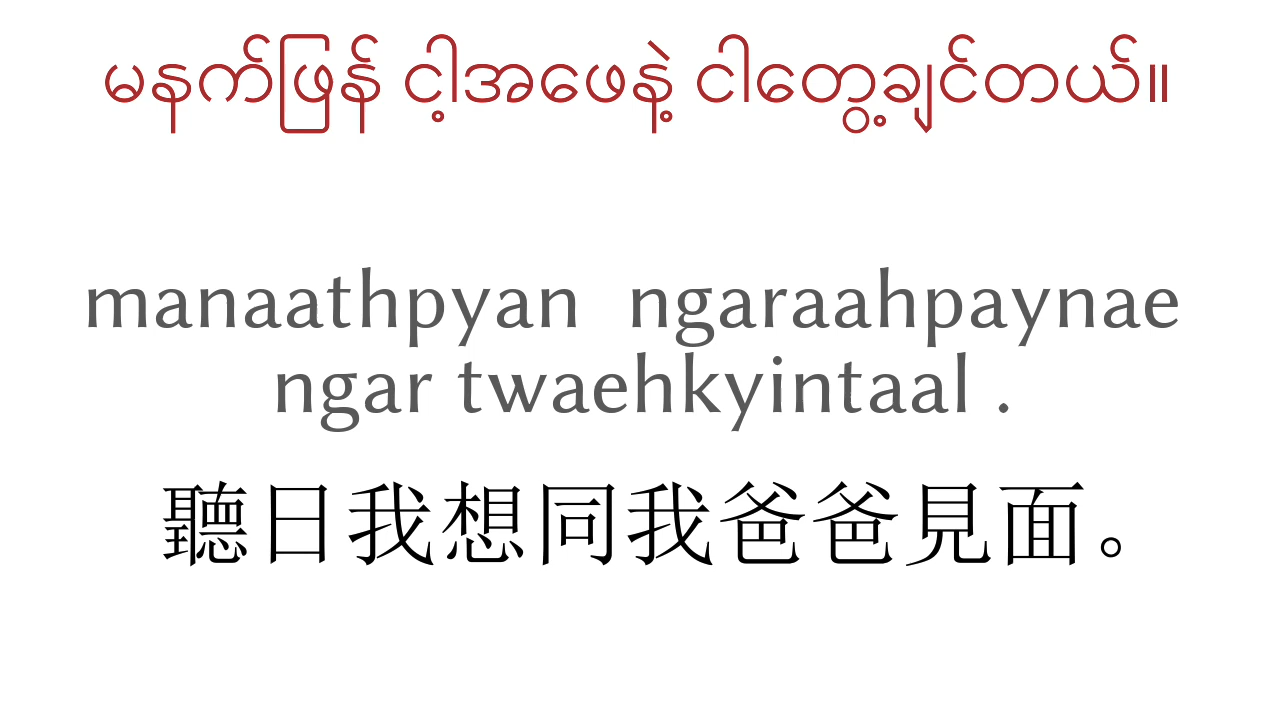 မနက်ဖြန် ငါ့အဖေနဲ့ ငါတွေ့ချင်တယ်။
manaathpyan ngaraahpaynae
ngar twaehkyintaal .
聽日我想同我爸爸見面。